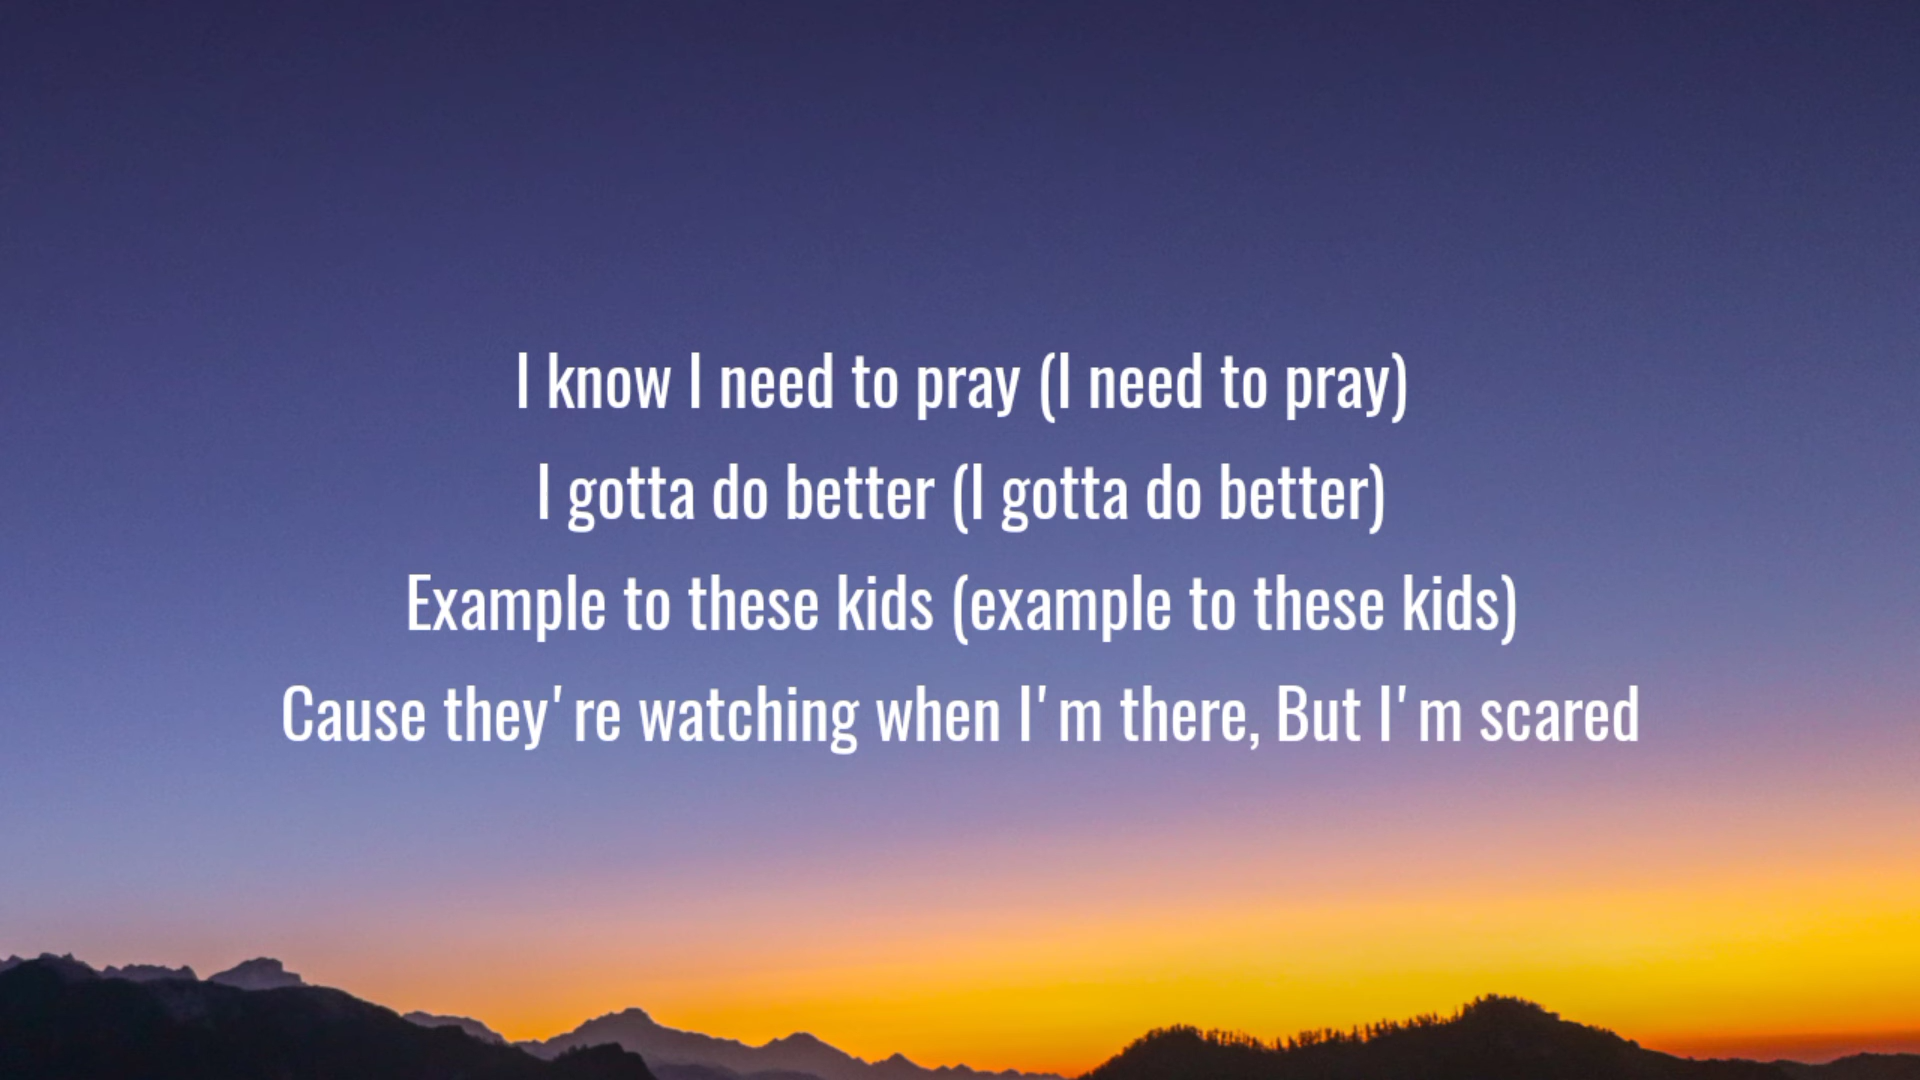 I know I need to pray (I need to pray)
I gotta do better (I gotta do better)
Example to these kids (example to these kids)
Cause they're watching when I'm there, But I'm scared